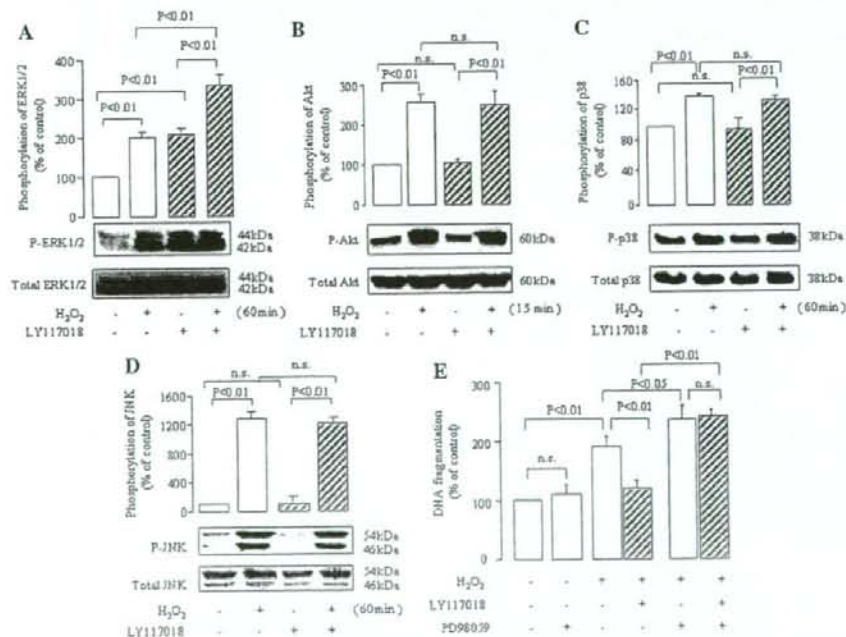 A
P<0.01
P<0.01
P<0.01
P<0.01
Phosphorylation of ERK1/2
(% of control)
400
300
200
100
0
P-ERK1/2
44kDa
42kDa
Total ERK1/2
44kDa
42kDa
H2O2 - + - + (60min)
LY117018 - - + +
B
n.s.
n.s.
P<0.01
P<0.01
Phosphorylation of Akt
(% of control)
300
200
100
0
P-Akt
60kDa
Total Akt
60kDa
H2O2 - + - + (15 min)
LY117018 - - + +
C
P<0.01
n.s.
n.s.
P<0.01
Phosphorylation of p38
(% of control)
160
120
80
40
0
P-p38
38kDa
Total p38
38kDa
H2O2 - + - + (60min)
LY117018 - - + +
D
n.s.
n.s.
P<0.01
P<0.01
Phosphorylation of JNK
(% of control)
1600
1200
800
400
0
P-JNK
54kDa
46kDa
Total JNK
54kDa
46kDa
H2O2 - + - + (60min)
LY117018 - - + +
E
P<0.01
P<0.05
P<0.01
P<0.01
n.s.
n.s.
DNA fragmentation
(% of control)
300
200
100
0
H2O2 - - + + + +
LY117018 - - - + - +
PD98059 - + - - + +